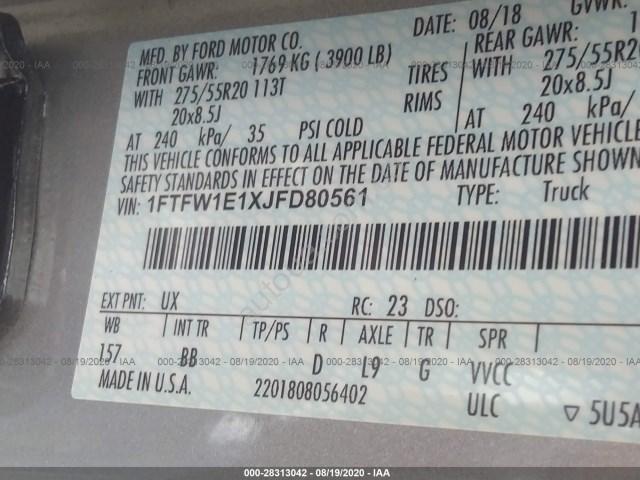 DATE: 08/18 GVWR:
MFD. BY FORD MOTOR CO.
FRONT GAWR: 1769 KG ( 3900 LB)
REAR GAWR: 1
WITH 275/55R20 113T TIRES WITH 275/55R20
20x8.5J RIMS 20x8.5J
AT 240 kPa/ 35 PSI COLD AT 240 kPa/
THIS VEHICLE CONFORMS TO ALL APPLICABLE FEDERAL MOTOR VEHICLE
SAFETY STANDARDS IN EFFECT ON THE DATE OF MANUFACTURE SHOWN
VIN: 1FTFW1E1XJFD80561 TYPE: Truck
EXT PNT: UX RC: 23 DSO:
WB INT TR TP/PS R AXLE TR SPR
157 BB D L9 G VVCC
MADE IN U.S.A. 2201808056402 ULC ▽ 5U5A
000-28313042 - 08/19/2020 - IAA